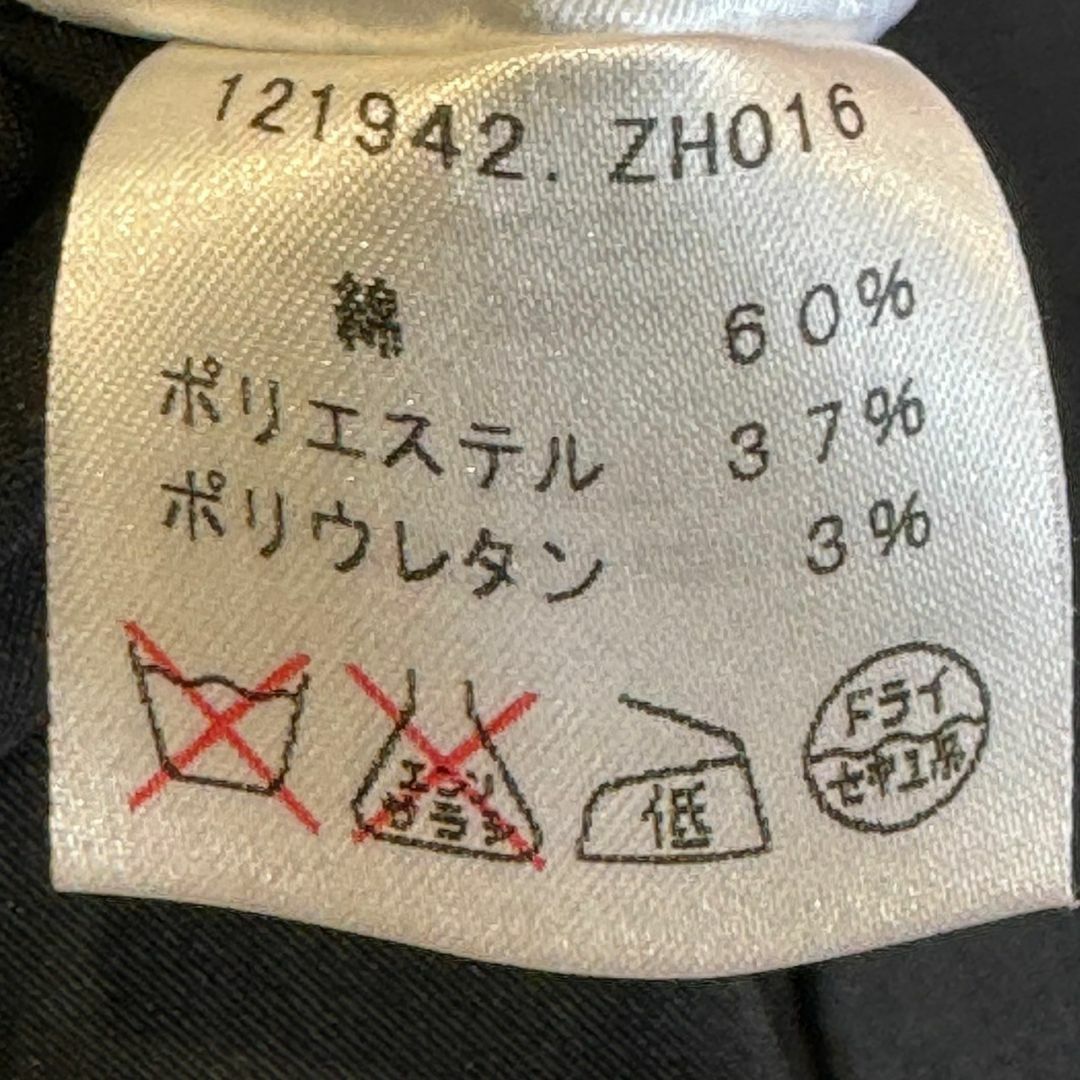 121942. ZH016
綿 60%
ポリエステル 37%
ポリウレタン 3%
エンソ
サラシ
低
ドライ
セキユ系